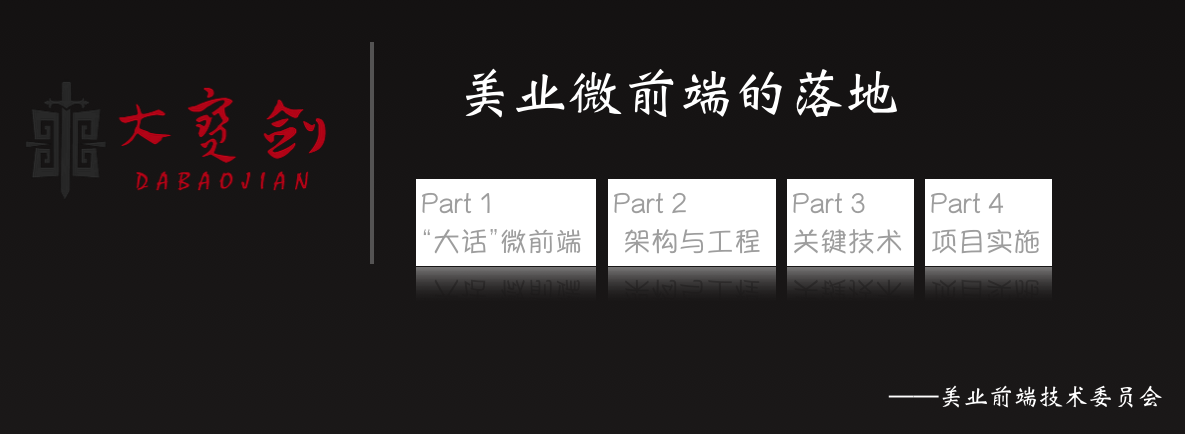 大寶剑
DABAOJIAN
美业微前端的落地
Part 1
“大话”微前端
Part 2
架构与工程
Part 3
关键技术
Part 4
项目实施
——美业前端技术委员会